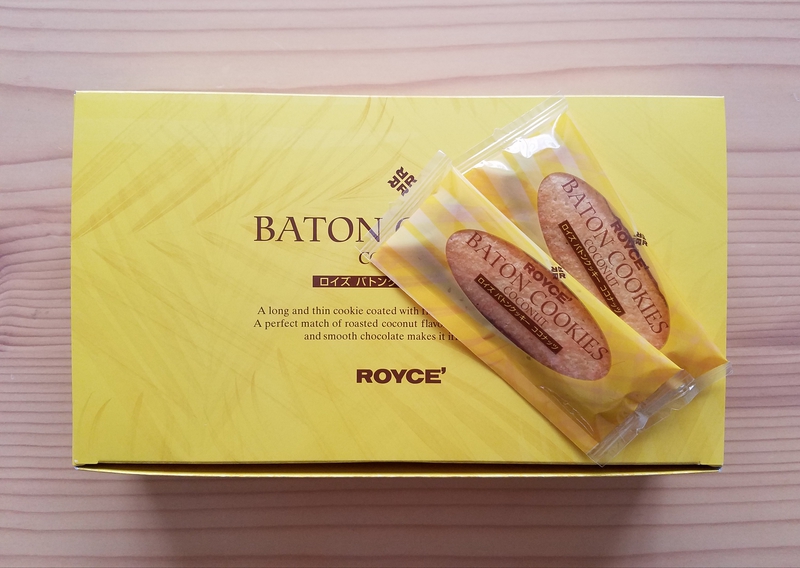 BATON
ロイズ バトンク
A long and thin cookie coated with
A perfect match of roasted coconut flavo
and smooth chocolate makes it
ROYCE'
ROYCE'
BATON COOKIES
COCONUT
ロイズ バトンクッキー ココナッツ
ROYCE'
BATON COOKIES
COCONUT
ロイズ バトンクッキー ココナッツ